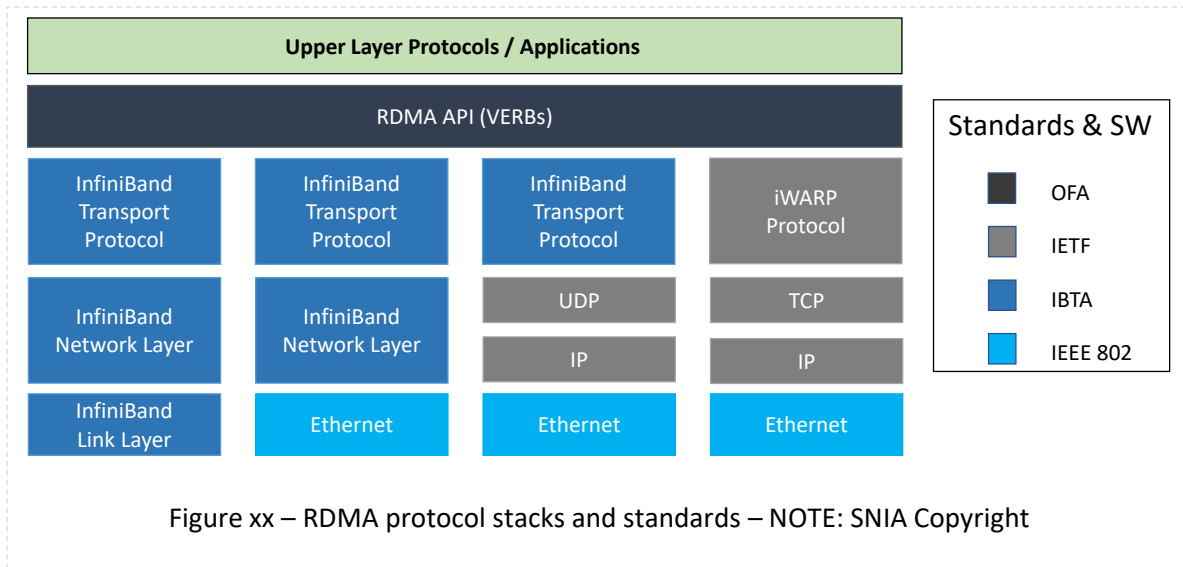 Upper Layer Protocols / Applications
RDMA API (VERBs)
InfiniBand
Transport
Protocol
InfiniBand
Transport
Protocol
InfiniBand
Transport
Protocol
iWARP
Protocol
InfiniBand
Network Layer
InfiniBand
Network Layer
UDP
IP
TCP
IP
InfiniBand
Link Layer
Ethernet
Ethernet
Ethernet
Standards & SW
OFA
IETF
IBTA
IEEE 802
Figure xx – RDMA protocol stacks and standards – NOTE: SNIA Copyright